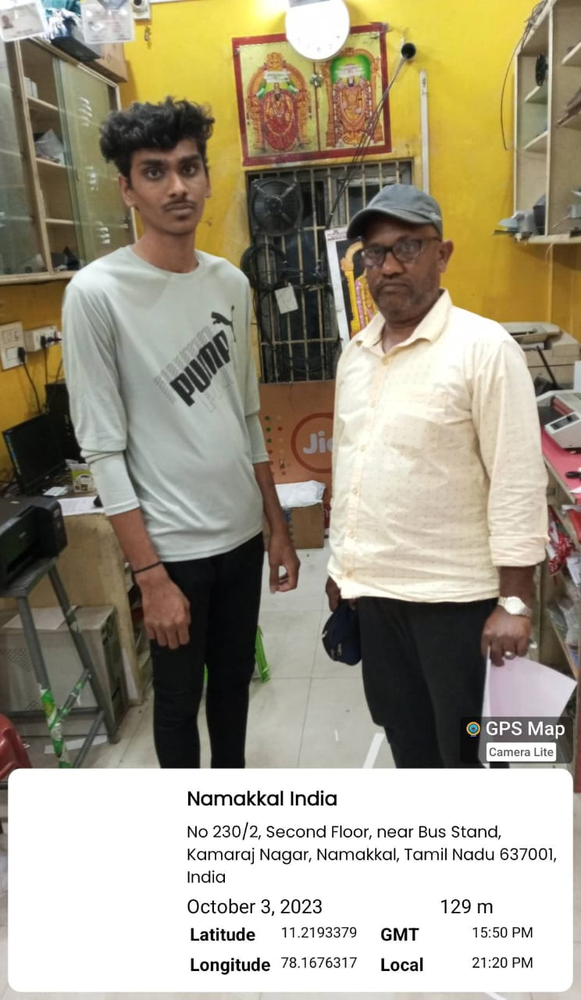 PUMA
Jio
GPS Map
Camera Lite
Namakkal India
No 230/2, Second Floor, near Bus Stand,
Kamaraj Nagar, Namakkal, Tamil Nadu 637001,
India
October 3, 2023 129 m
Latitude 11.2193379 GMT 15:50 PM
Longitude 78.1676317 Local 21:20 PM